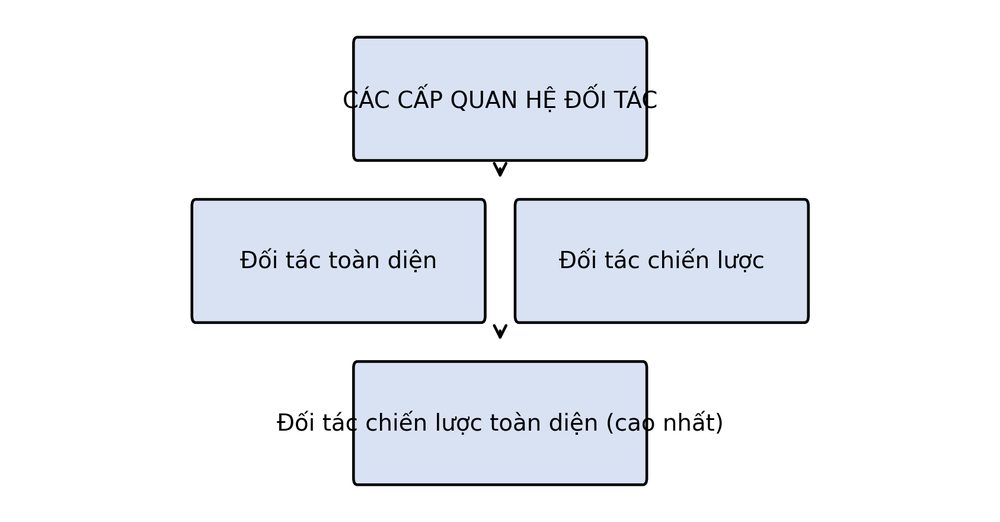 CÁC CẤP QUAN HỆ ĐỐI TÁC
Đối tác toàn diện
Đối tác chiến lược
Đối tác chiến lược toàn diện (cao nhất)